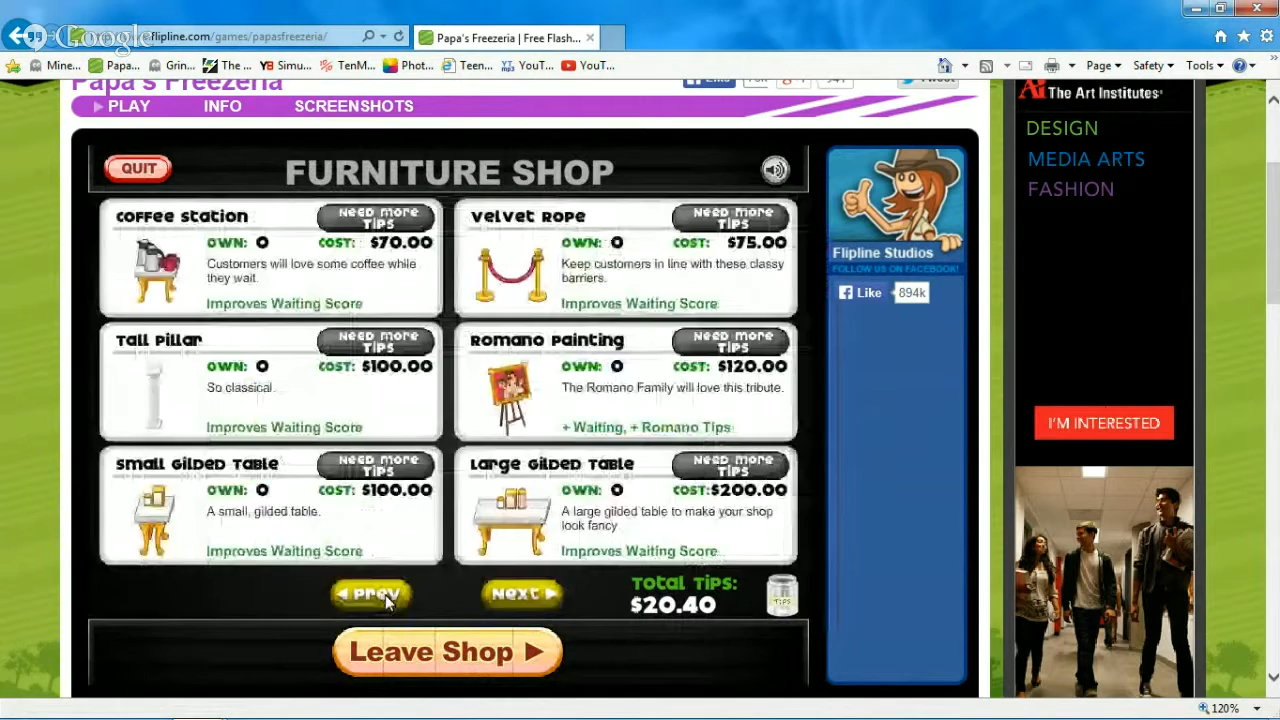 Google
flipline.com/games/papasfreezeria/
Papa's Freezeria | Free Flash...
Mine...
Papa...
Grin...
The ...
Simu...
TenM...
Phot...
Teen...
YouT...
YouT...
Page
Safety
Tools
Papa's Freezeria
Like
Tweet
PLAY
INFO
SCREENSHOTS
Ai The Art Institutes
DESIGN
MEDIA ARTS
FASHION
I'M INTERESTED
QUIT
FURNITURE SHOP
Coffee Station
Need More Tips
Own: 0 Cost: $70.00
Customers will love some coffee while
they wait.
Improves Waiting Score
Velvet Rope
Need More Tips
Own: 0 Cost: $75.00
Keep customers in line with these classy
barriers.
Improves Waiting Score
Tall Pillar
Need More Tips
Own: 0 Cost: $100.00
So classical.
Improves Waiting Score
Romano Painting
Need More Tips
Own: 0 Cost: $120.00
The Romano Family will love this tribute.
+ Waiting, + Romano Tips
Small Gilded Table
Need More Tips
Own: 0 Cost: $100.00
A small, gilded table.
Improves Waiting Score
Large Gilded Table
Need More Tips
Own: 0 Cost: $200.00
A large gilded table to make your shop
look fancy
Improves Waiting Score
Prev
Next
Total Tips:
$20.40
TIPS
Leave Shop
Flipline Studios
FOLLOW US ON FACEBOOK!
Like 894k
120%